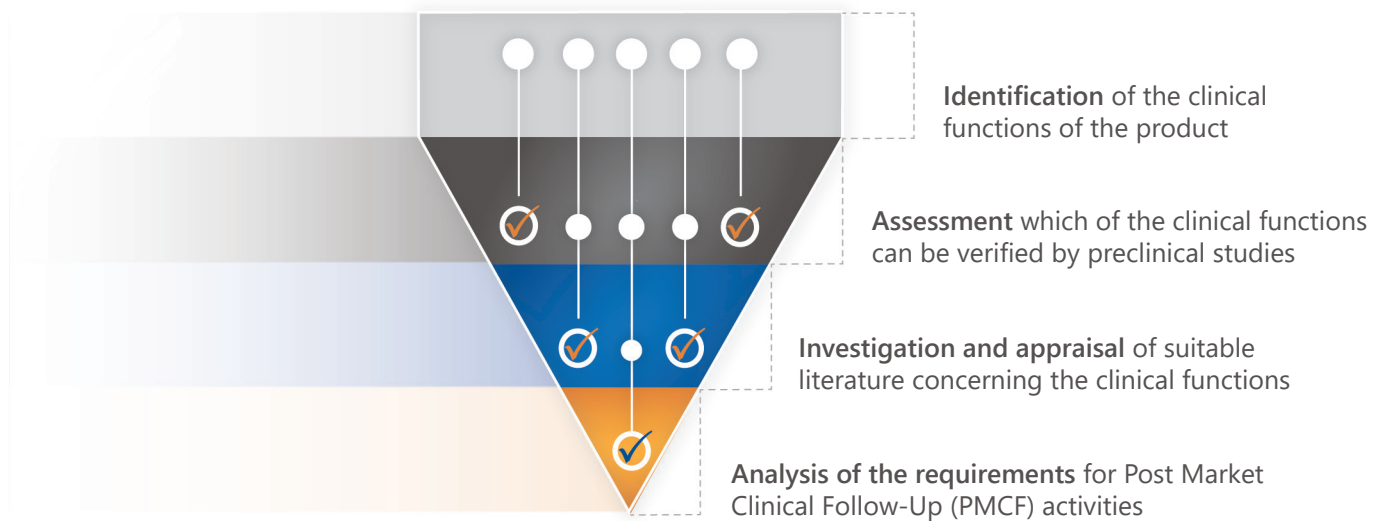 Identification of the clinical
functions of the product
Assessment which of the clinical functions
can be verified by preclinical studies
Investigation and appraisal of suitable
literature concerning the clinical functions
Analysis of the requirements for Post Market
Clinical Follow-Up (PMCF) activities